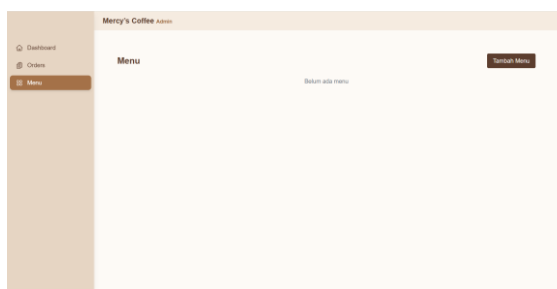 Mercy's Coffee Admin
Dashboard
Orders
Menu
Menu
Tambah Menu
Belum ada menu